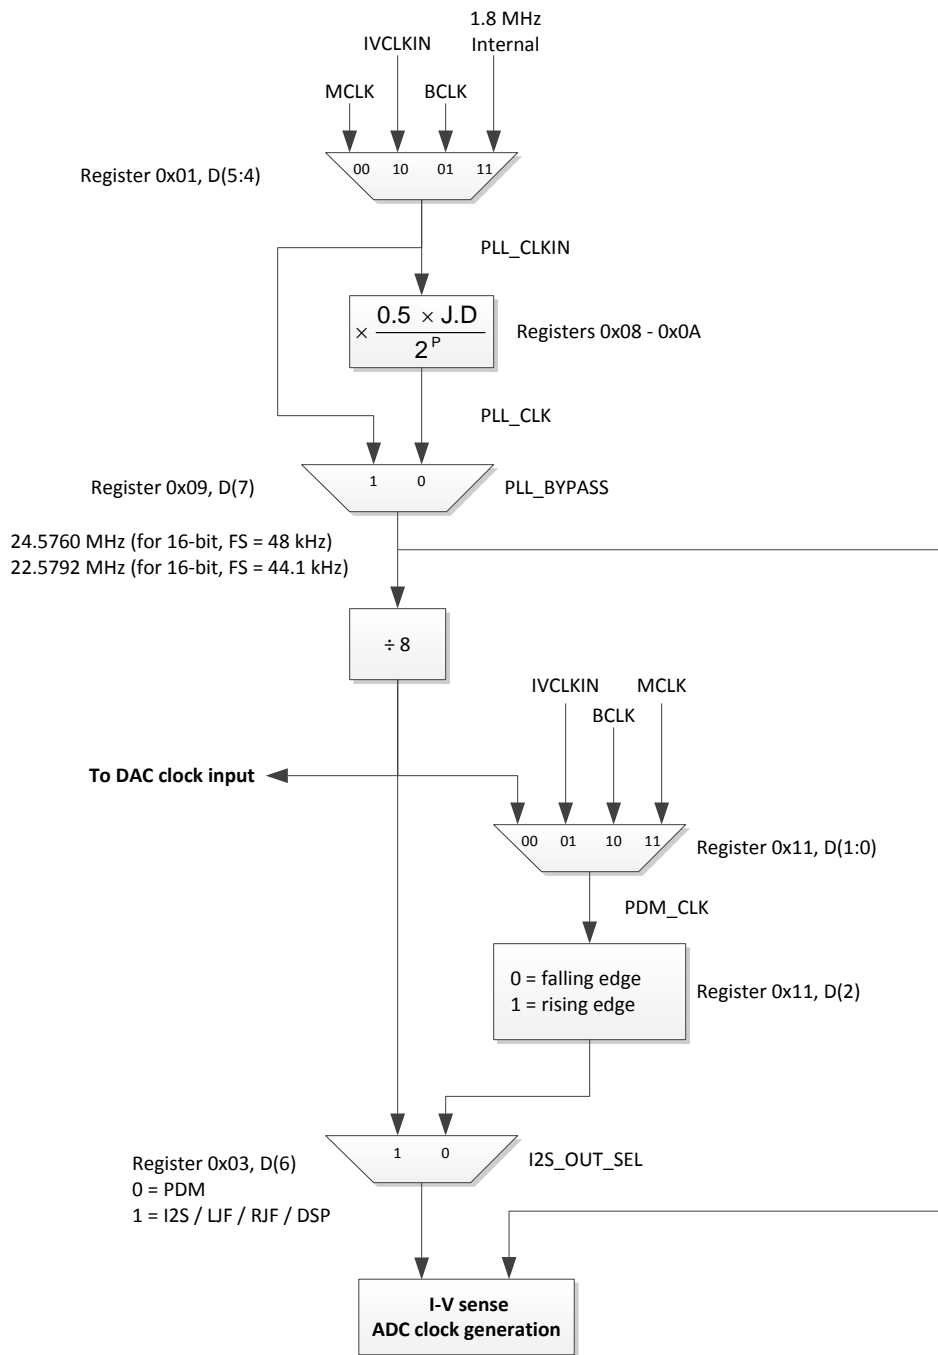 1.8 MHz
Internal
IVCLKIN
MCLK
BCLK
00 10 01 11
Register 0x01, D(5:4)
PLL_CLKIN
× 0.5 × J.D
2^P
Registers 0x08 - 0x0A
PLL_CLK
1 0
Register 0x09, D(7)
PLL_BYPASS
24.5760 MHz (for 16-bit, FS = 48 kHz)
22.5792 MHz (for 16-bit, FS = 44.1 kHz)
÷ 8
IVCLKIN
MCLK
BCLK
To DAC clock input
00 01 10 11
Register 0x11, D(1:0)
PDM_CLK
0 = falling edge
1 = rising edge
Register 0x11, D(2)
1 0
I2S_OUT_SEL
Register 0x03, D(6)
0 = PDM
1 = I2S / LJF / RJF / DSP
I-V sense
ADC clock generation